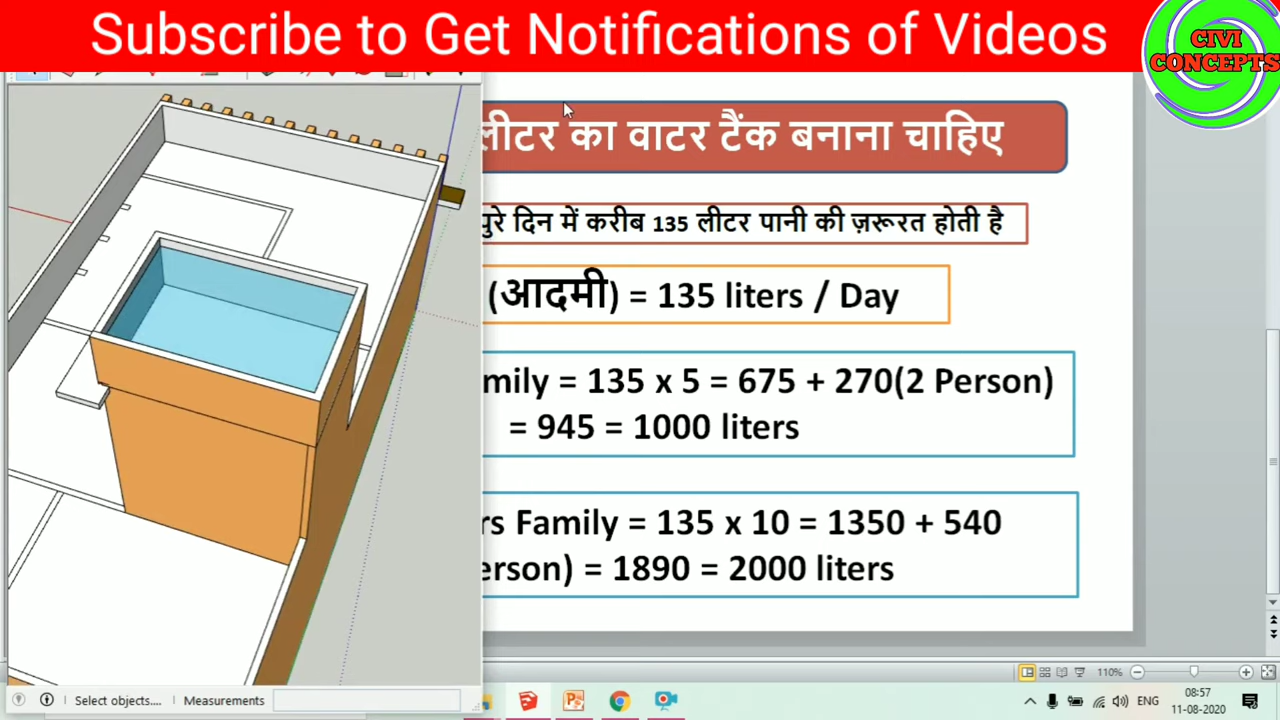 Subscribe to Get Notifications of Videos
CIVI
CONCEPTS
लीटर का वाटर टैंक बनाना चाहिए
पुरे दिन में करीब 135 लीटर पानी की ज़रूरत होती है
(आदमी) = 135 liters / Day
mily = 135 x 5 = 675 + 270(2 Person)
= 945 = 1000 liters
rs Family = 135 x 10 = 1350 + 540
erson) = 1890 = 2000 liters
110%
Select objects.... Measurements
ENG
08:57
11-08-2020